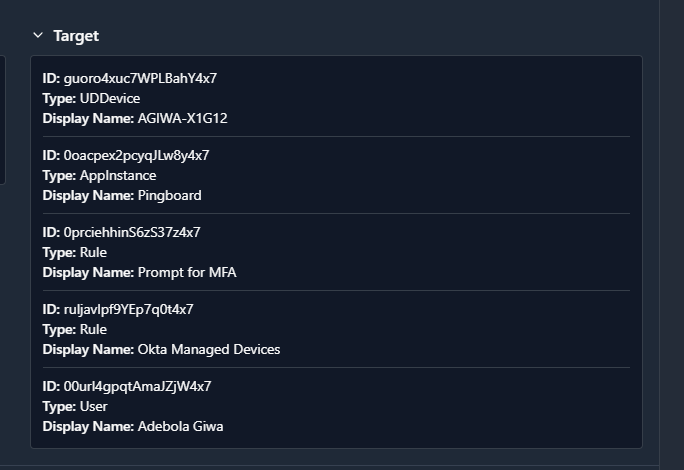 Target
ID: guoro4xuc7WPLBahY4x7
Type: UDDevice
Display Name: AGIWA-X1G12
ID: 0oacpex2pcyqJLw8y4x7
Type: AppInstance
Display Name: Pingboard
ID: 0prciehhinS6zS37z4x7
Type: Rule
Display Name: Prompt for MFA
ID: ruljavlpf9YEp7q0t4x7
Type: Rule
Display Name: Okta Managed Devices
ID: 00url4gpqtAmaJZjW4x7
Type: User
Display Name: Adebola Giwa